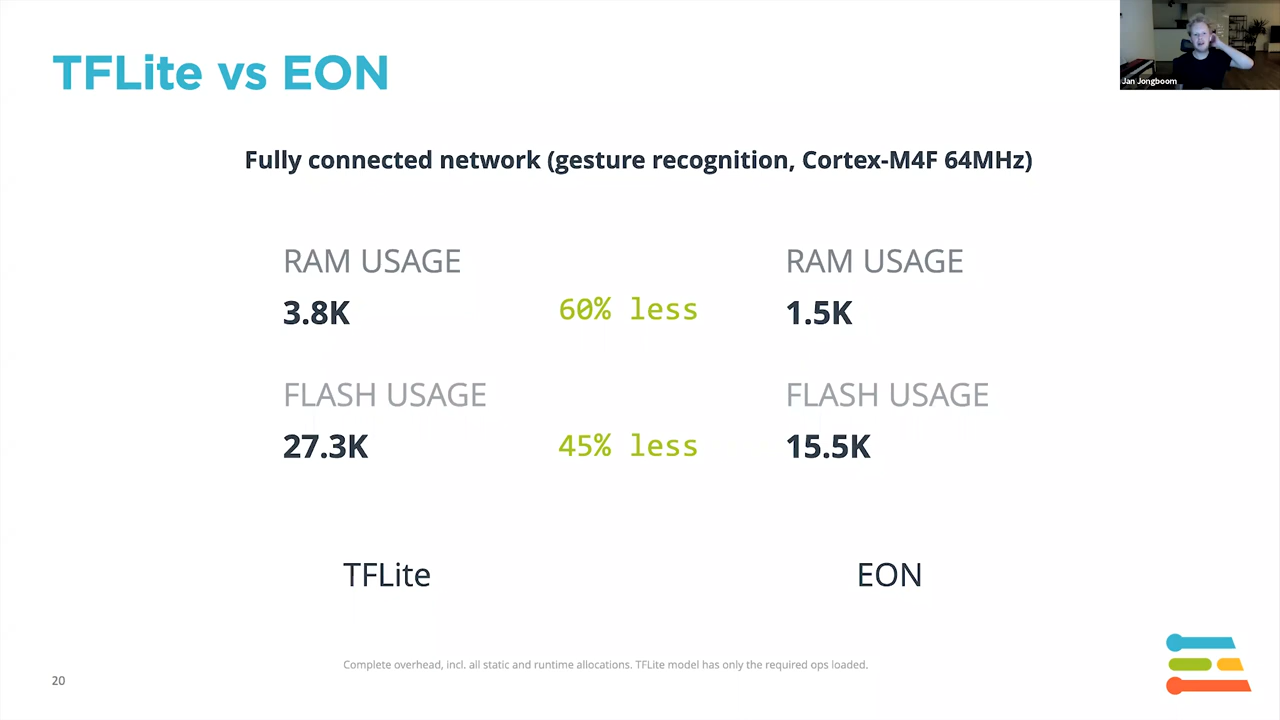 TFLite vs EON
Jan Jongboom
Fully connected network (gesture recognition, Cortex-M4F 64MHz)
RAM USAGE
3.8K
60% less
RAM USAGE
1.5K
FLASH USAGE
27.3K
45% less
FLASH USAGE
15.5K
TFLite
EON
Complete overhead, incl. all static and runtime allocations. TFLite model has only the required ops loaded.
20